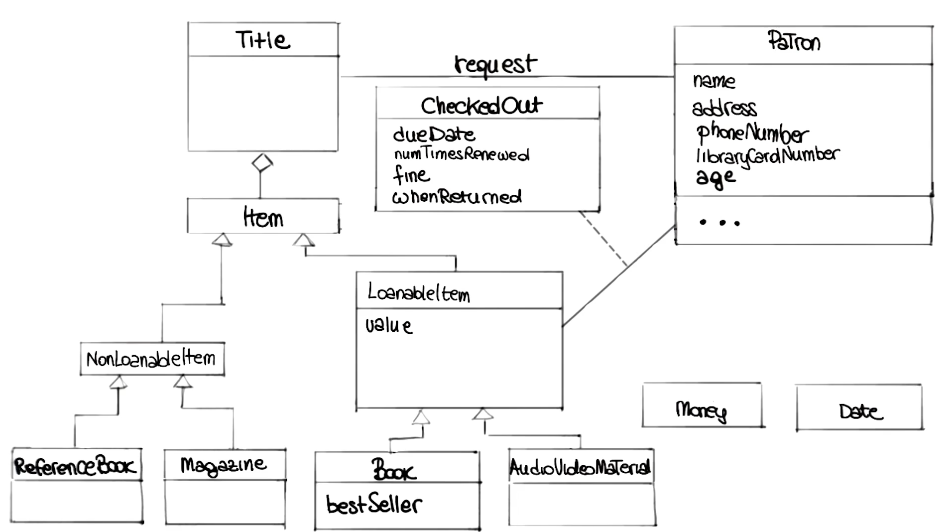 Title
request
Patron
name
address
phoneNumber
libraryCardNumber
age
...
CheckedOut
dueDate
numTimesRenewed
fine
whenReturned
Item
LoanableItem
value
NonLoanableItem
Money
Date
ReferenceBook
Magazine
Book
bestSeller
AudioVideoMaterial